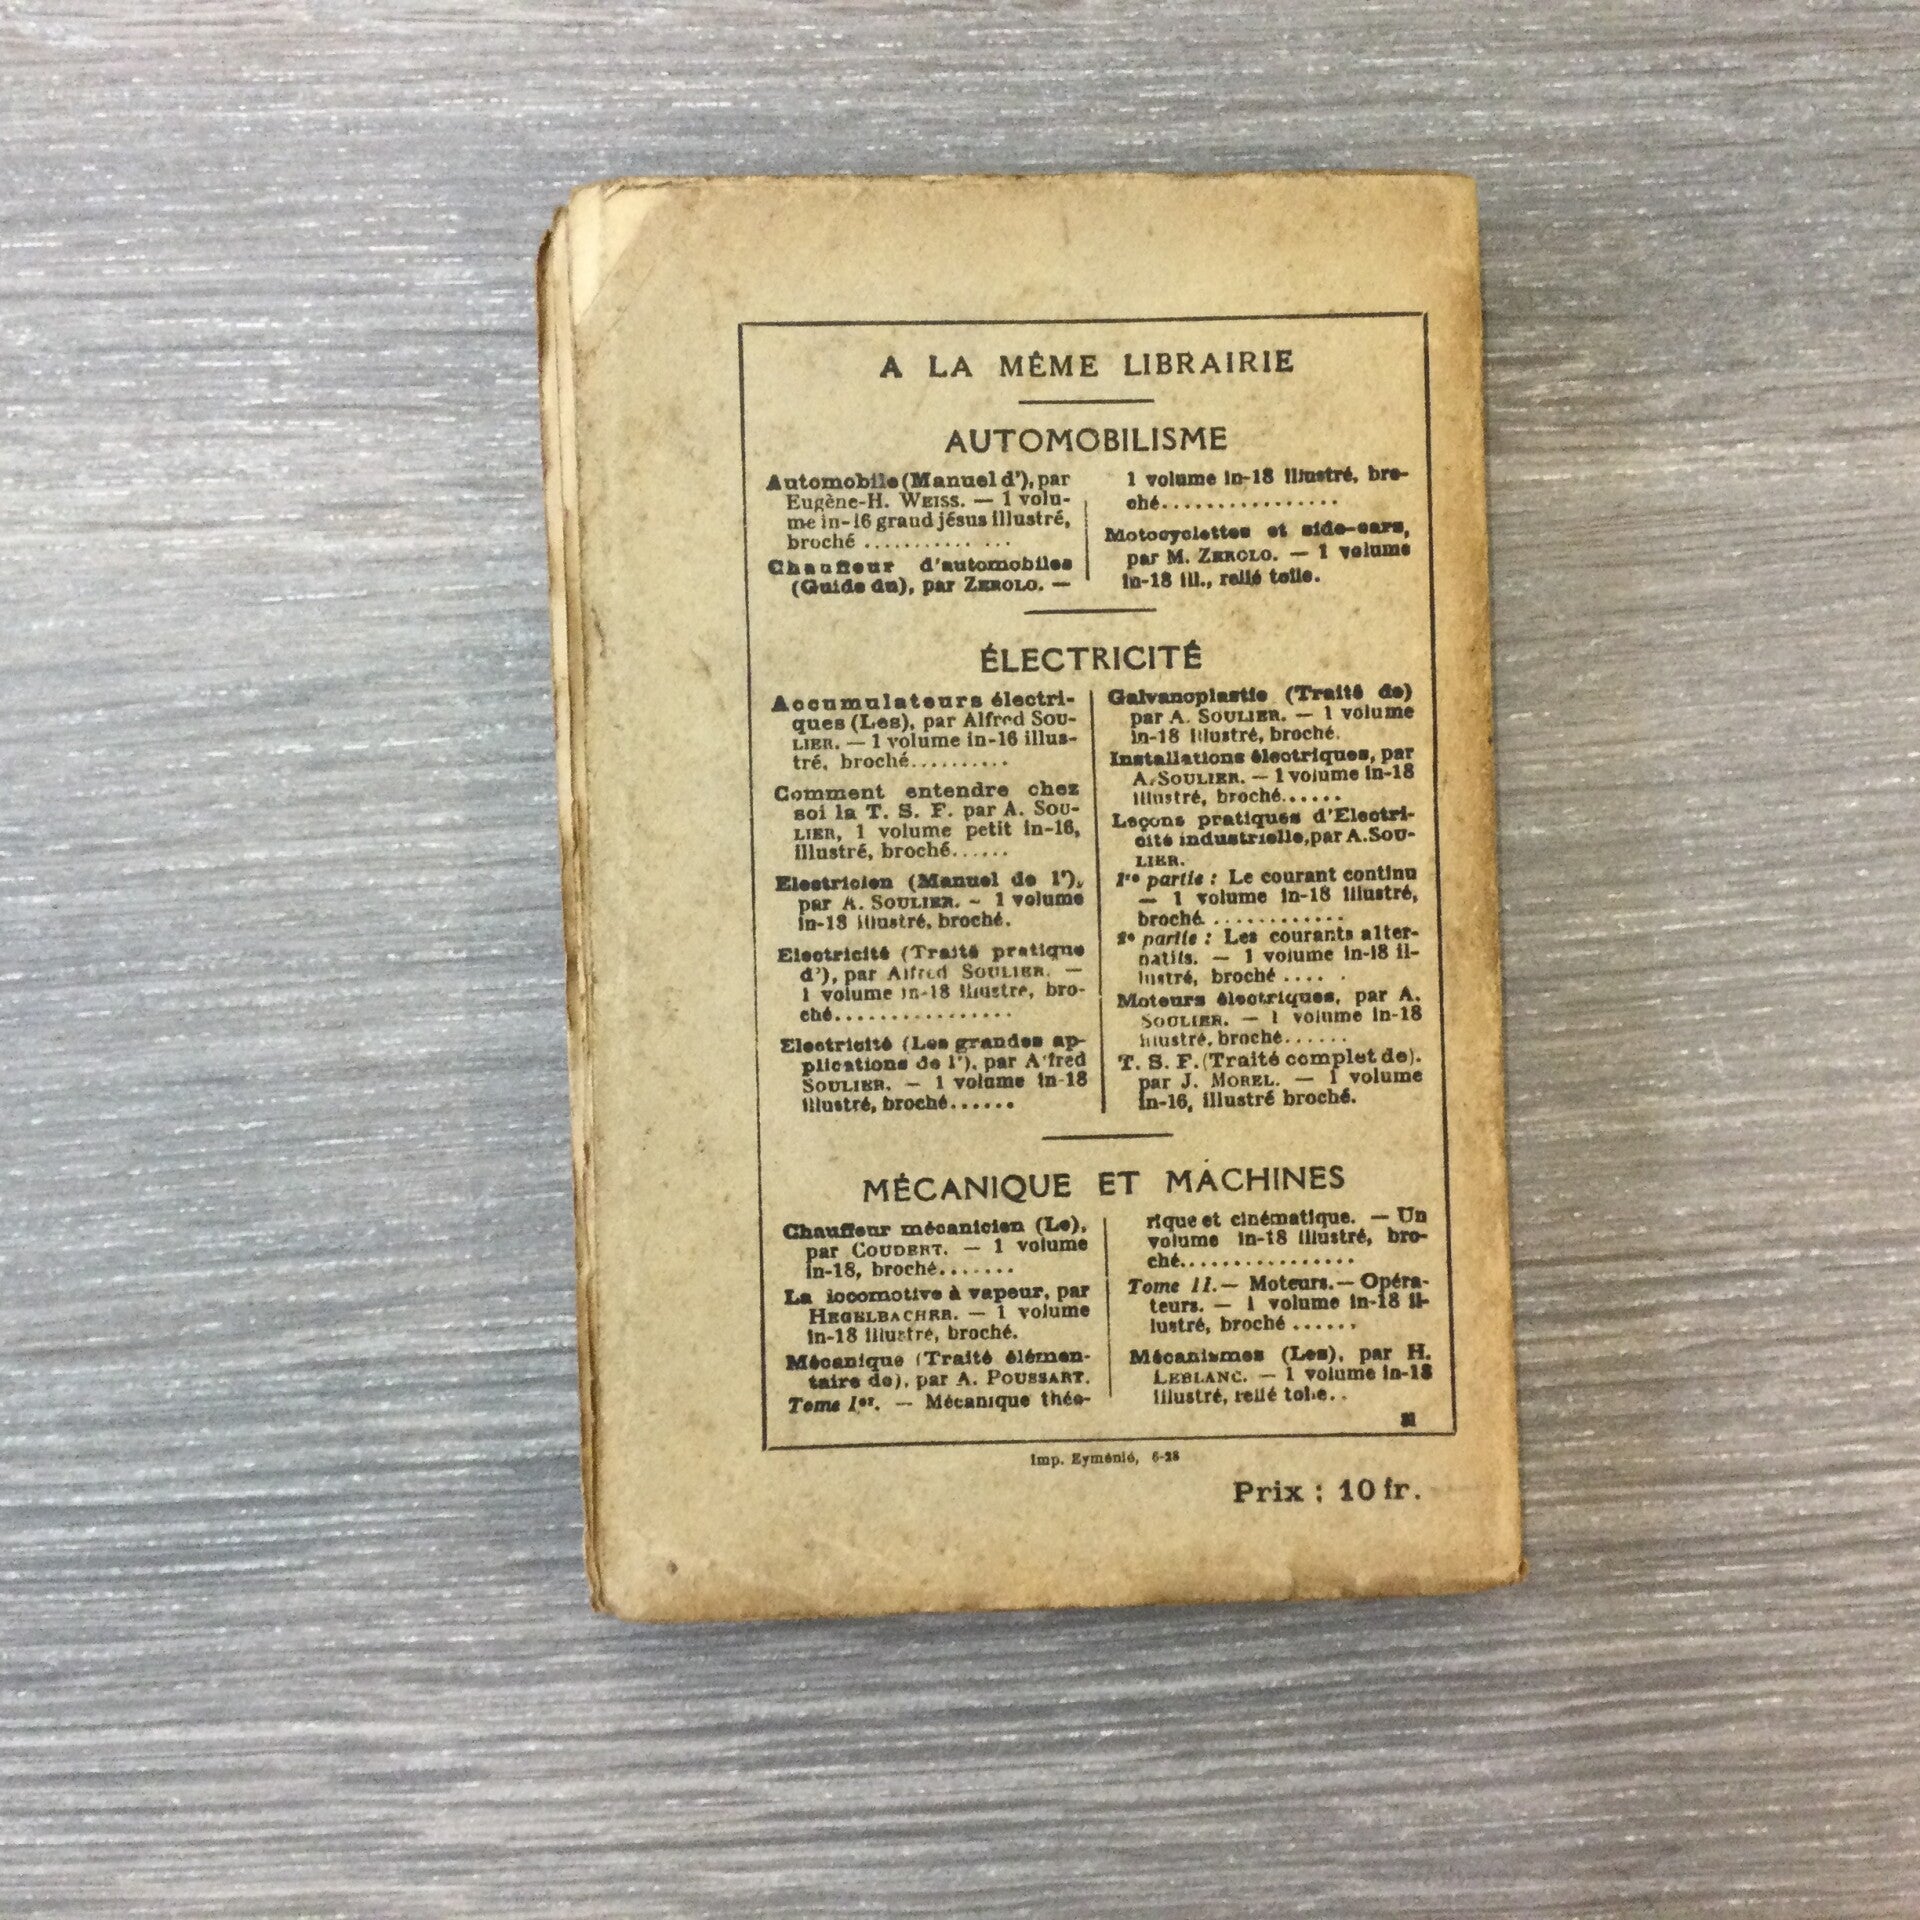 A LA MÊME LIBRAIRIE
AUTOMOBILISME
Automobile (Manuel d'), par
Eugène-H. WEISS. — 1 volu-
me in-16 grand jésus illustré,
broché .............. ...
Chauffeur d'automobiles
(Guide du), par ZEROLO. —
1 volume in-18 illustré, bro-
ché................
Motocyclettes et side-cars,
par M. ZEROLO. — 1 volume
in-18 ill., relié toile.
ÉLECTRICITÉ
Accumulateurs électri-
ques (Les), par Alfred SOU-
LIER. — 1 volume in-16 illus-
tré, broché..........
Comment entendre chez
soi la T. S. F. par A. SOU-
LIER, 1 volume petit in-16,
illustré, broché......
Electricien (Manuel de l'),
par A. SOULIER. — 1 volume
in-18 illustré, broché.
Electricité (Traité pratique
d'), par Alfred SOULIER. —
1 volume in-18 illustre, bro-
ché................
Electricité (Les grandes ap-
plications de l'), par Alfred
SOULIER. — 1 volume in-18
illustré, broché......
Galvanoplastie (Traité de)
par A. SOULIER. — 1 volume
in-18 illustré, broché.
Installations électriques, par
A. SOULIER. — 1 volume in-18
illustré, broché......
Leçons pratiques d'Electri-
cité industrielle, par A. SOU-
LIER.
1re partie : Le courant continu
— 1 volume in-18 illustré,
broché. ............
2e partie : Les courants alter-
natifs. — 1 volume in-18 il-
lustré, broché .... .
Moteurs électriques, par A.
SOULIER. — 1 volume in-18
illustré, broché......
T. S. F. (Traité complet de).
par J. MOREL. — 1 volume
in-16, illustré broché.
MÉCANIQUE ET MACHINES
Chauffeur mécanicien (Le),
par COUDERT. — 1 volume
in-18, broché.......
La locomotive à vapeur, par
HEGELBACHER. — 1 volume
in-18 illustré, broché.
Mécanique (Traité élémen-
taire de), par A. POUSSART.
Tome Ier. — Mécanique théo-
rique et cinématique. — Un
volume in-18 illustré, bro-
ché................
Tome II. — Moteurs. — Opéra-
teurs. — 1 volume in-18 il-
lustré, broché ......
Mécanismes (Les), par H.
LEBLANC. — 1 volume in-18
illustré, relié toile..
Imp. Eyménié, 6-28
Prix : 10 fr.